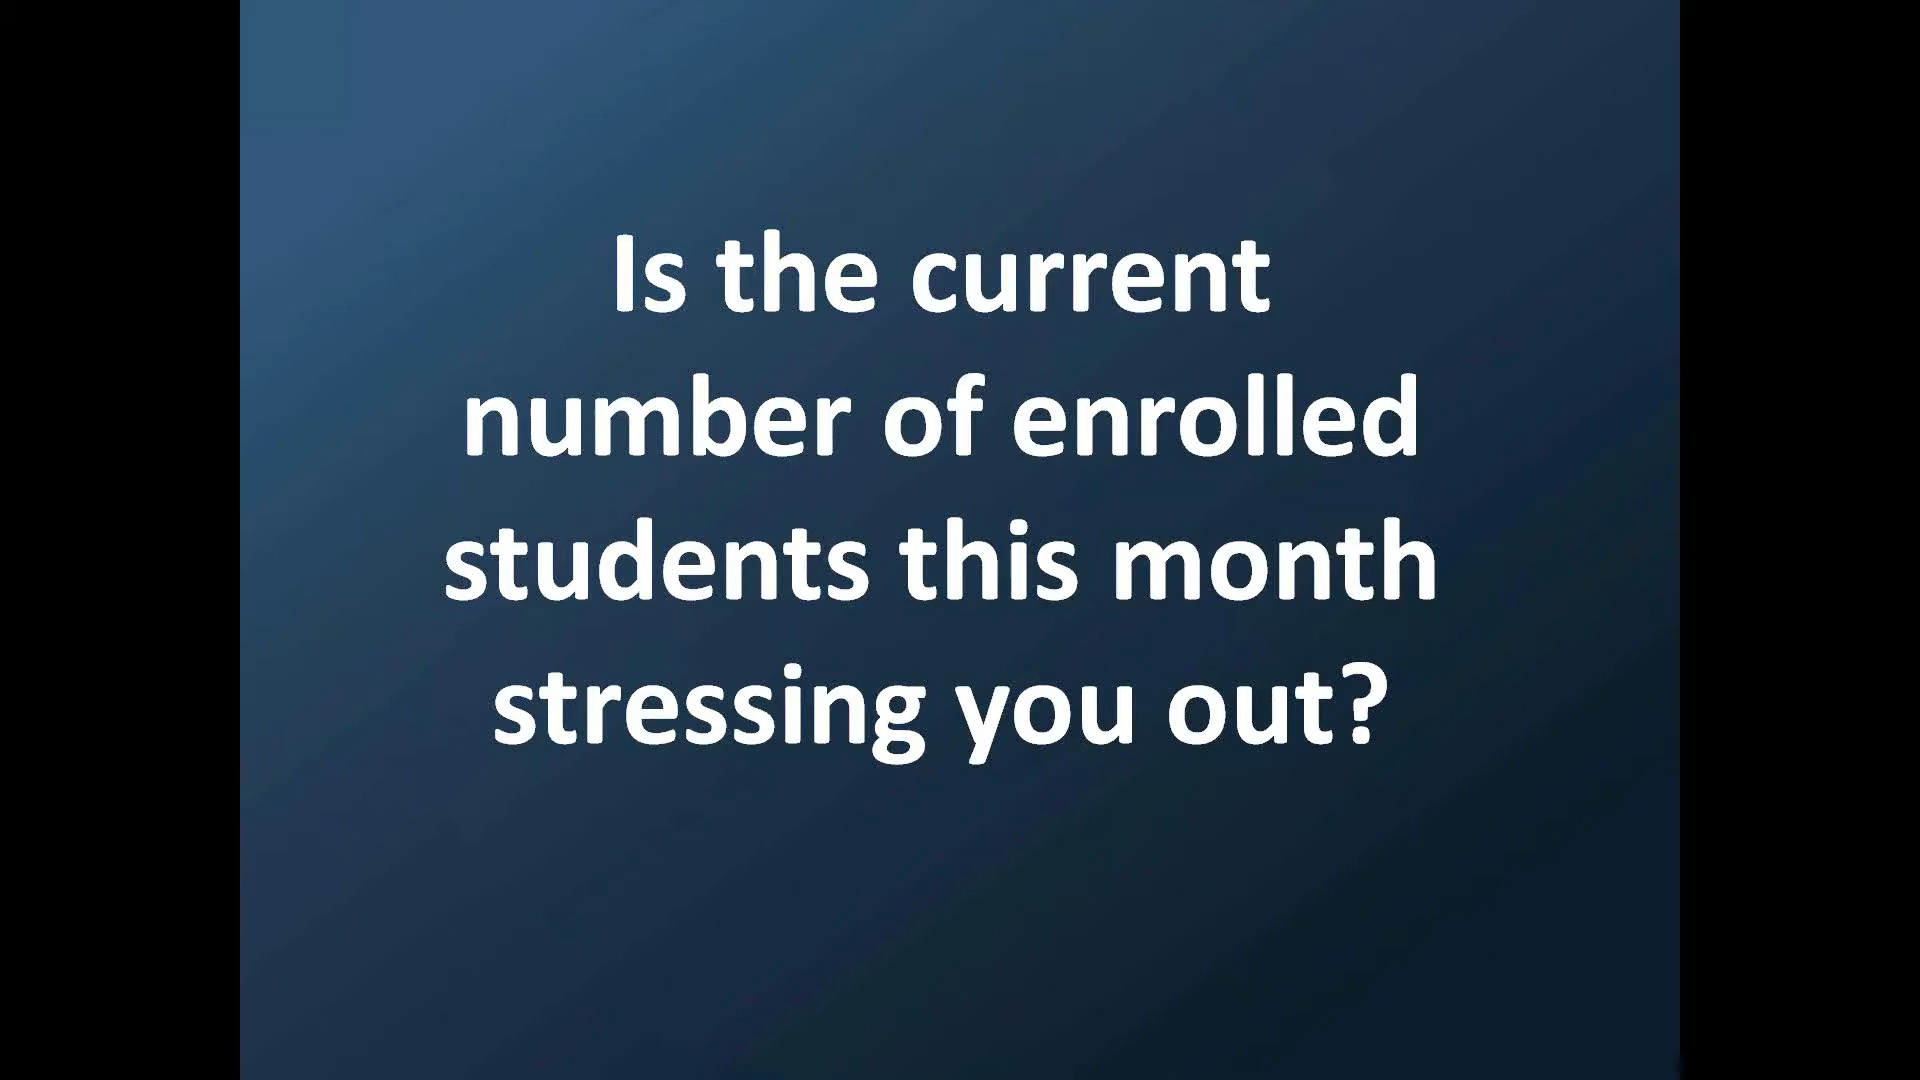 Is the current
number of enrolled
students this month
stressing you out?